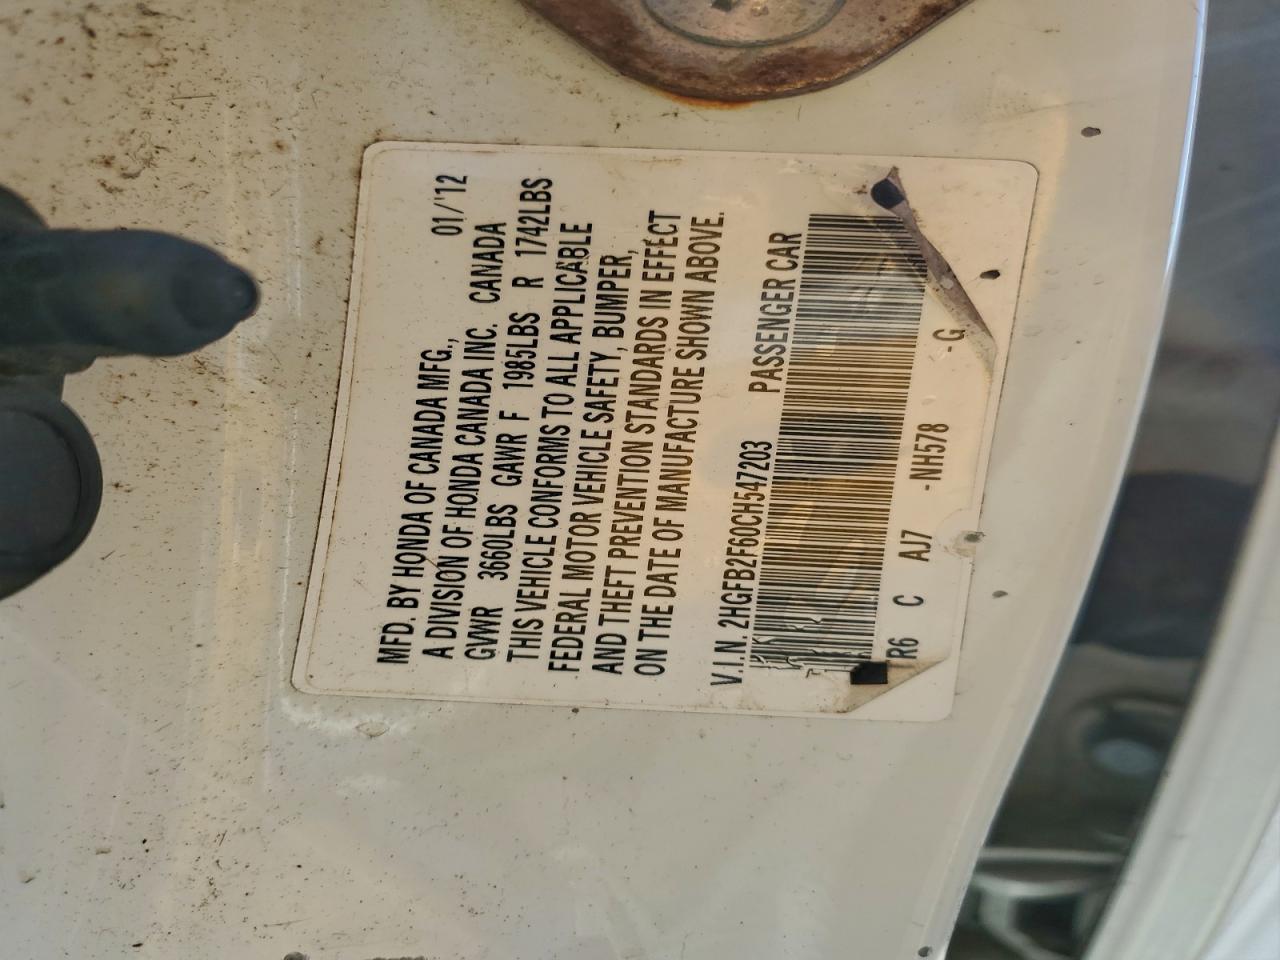 MFD. BY HONDA OF CANADA MFG., 01/'12
A DIVISION OF HONDA CANADA INC. CANADA
GVWR 3660LBS GAWR F 1985LBS R 1742LBS
THIS VEHICLE CONFORMS TO ALL APPLICABLE
FEDERAL MOTOR VEHICLE SAFETY, BUMPER,
AND THEFT PREVENTION STANDARDS IN EFFECT
ON THE DATE OF MANUFACTURE SHOWN ABOVE.
V.I.N. 2HGFB2F60CH547203 PASSENGER CAR
R6 C AJ7 -NH578 -G